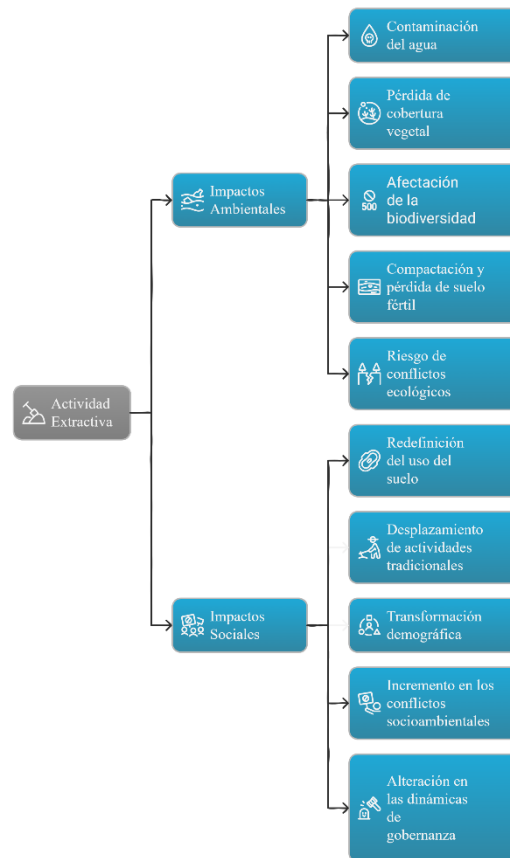 Contaminación
del agua
Pérdida de
cobertura
vegetal
Impactos
Ambientales
500
Afectación
de la
biodiversidad
Compactación y
pérdida de suelo
fértil
Riesgo de
conflictos
ecológicos
Actividad
Extractiva
Redefinición
del uso del
suelo
Desplazamiento
de actividades
tradicionales
Impactos
Sociales
Transformación
demográfica
Incremento en los
conflictos
socioambientales
Alteración en
las dinámicas
de
gobernanza